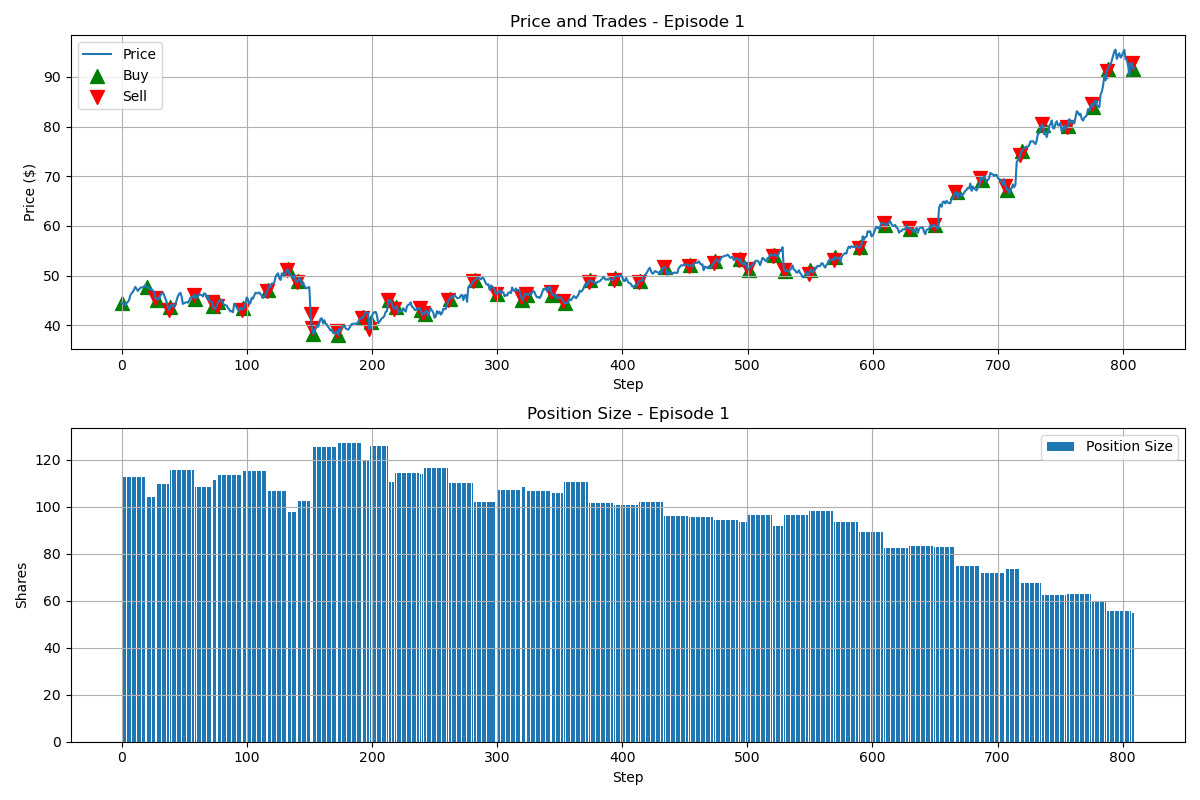 Price and Trades - Episode 1
Price
Buy
Sell
Price ($)
90
80
70
60
50
40
0 100 200 300 400 500 600 700 800
Step
Position Size - Episode 1
Position Size
Shares
120
100
80
60
40
20
0
0 100 200 300 400 500 600 700 800
Step